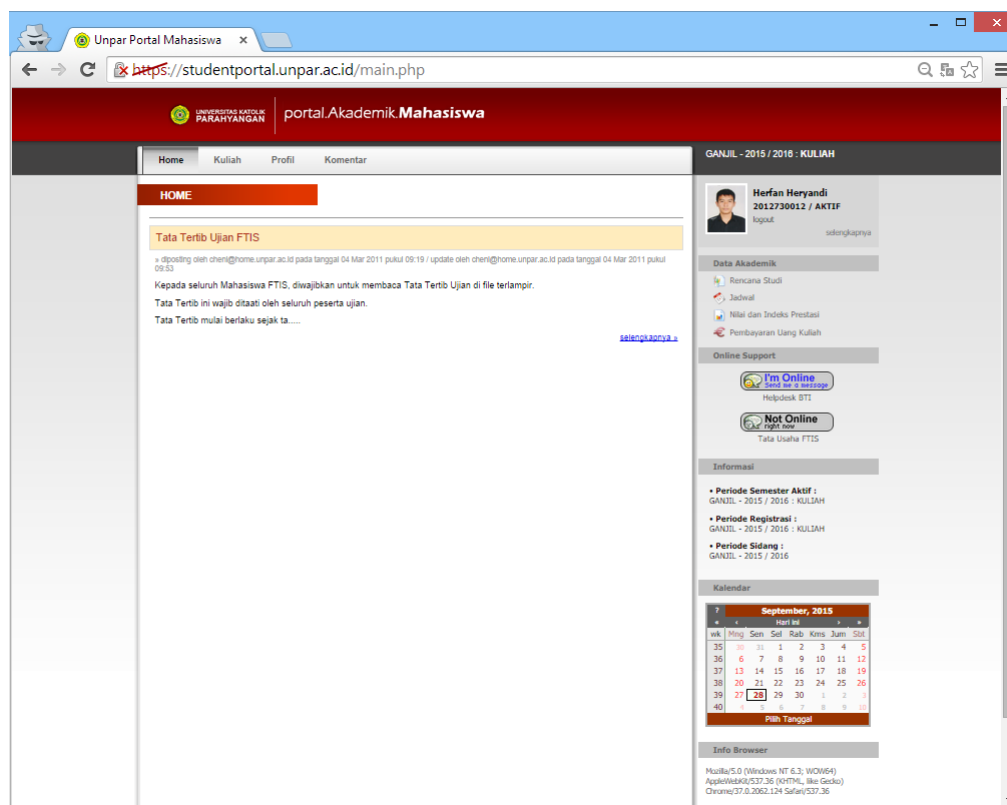 Unpar Portal Mahasiswa
https://studentportal.unpar.ac.id/main.php
UNIVERSITAS KATOLIK
PARAHYANGAN
portal.Akademik.Mahasiswa
Home Kuliah Profil Komentar
GANJIL - 2015 / 2016 : KULIAH
HOME
Tata Tertib Ujian FTIS
» diposting oleh cheni@home.unpar.ac.id pada tanggal 04 Mar 2011 pukul 09:19 / update oleh cheni@home.unpar.ac.id pada tanggal 04 Mar 2011 pukul
09:53
Kepada seluruh Mahasiswa FTIS, diwajibkan untuk membaca Tata Tertib Ujian di file terlampir.
Tata Tertib ini wajib ditaati oleh seluruh peserta ujian.
Tata Tertib mulai berlaku sejak ta.....
selengkapnya »
Herfan Heryandi
2012730012 / AKTIF
logout
selengkapnya
Data Akademik
Rencana Studi
Jadwal
Nilai dan Indeks Prestasi
Pembayaran Uang Kuliah
Online Support
I'm Online
Send me a message
Helpdesk BTI
Not Online
right now
Tata Usaha FTIS
Informasi
• Periode Semester Aktif :
GANJIL - 2015 / 2016 : KULIAH
• Periode Registrasi :
GANJIL - 2015 / 2016 : KULIAH
• Periode Sidang :
GANJIL - 2015 / 2016
Kalendar
? September, 2015
« ‹ Hari ini › »
wk Mng Sen Sel Rab Kms Jum Sbt
35 30 31 1 2 3 4 5
36 6 7 8 9 10 11 12
37 13 14 15 16 17 18 19
38 20 21 22 23 24 25 26
39 27 28 29 30 1 2 3
40 4 5 6 7 8 9 10
Pilih Tanggal
Info Browser
Mozilla/5.0 (Windows NT 6.3; WOW64)
AppleWebKit/537.36 (KHTML, like Gecko)
Chrome/37.0.2062.124 Safari/537.36